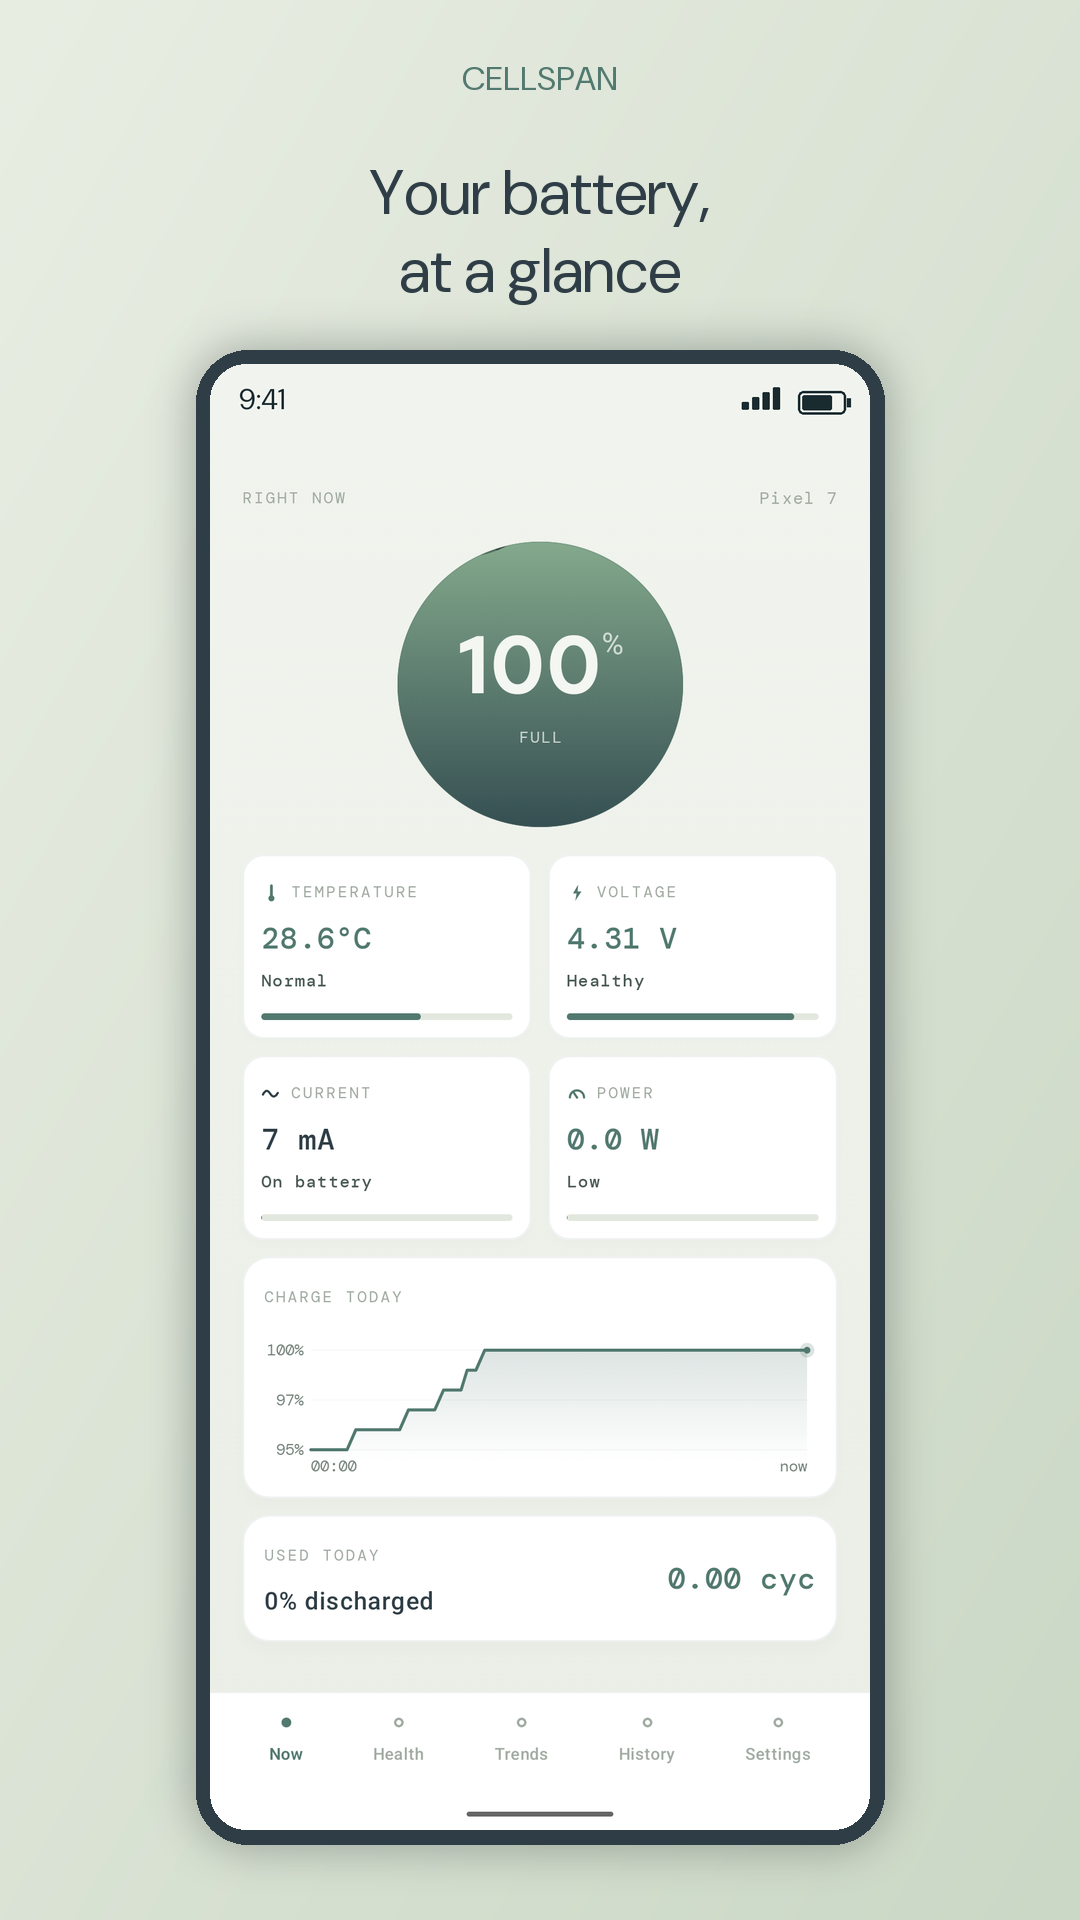 CELLSPAN
Your battery,
at a glance
9:41
RIGHT NOW
Pixel 7
100%
FULL
TEMPERATURE
28.6°C
Normal
VOLTAGE
4.31 V
Healthy
CURRENT
7 mA
On battery
POWER
0.0 W
Low
CHARGE TODAY
100%
97%
95%
00:00
now
USED TODAY
0% discharged
0.00 cyc
Now
Health
Trends
History
Settings